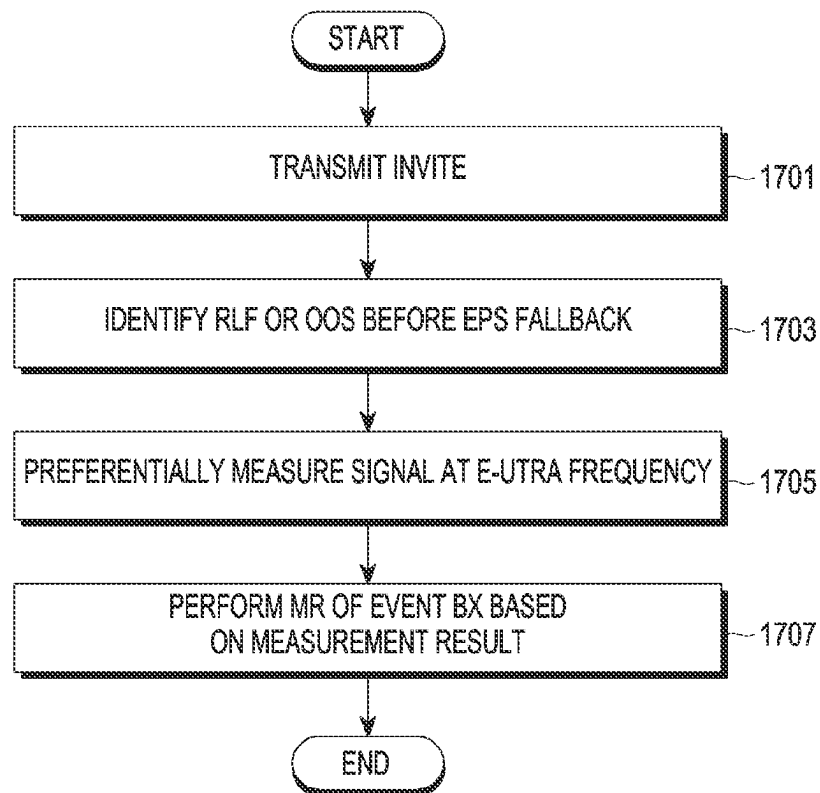 START
TRANSMIT INVITE
1701
IDENTIFY RLF OR OOS BEFORE EPS FALLBACK
1703
PREFERENTIALLY MEASURE SIGNAL AT E-UTRA FREQUENCY
1705
PERFORM MR OF EVENT BX BASED
ON MEASUREMENT RESULT
1707
END